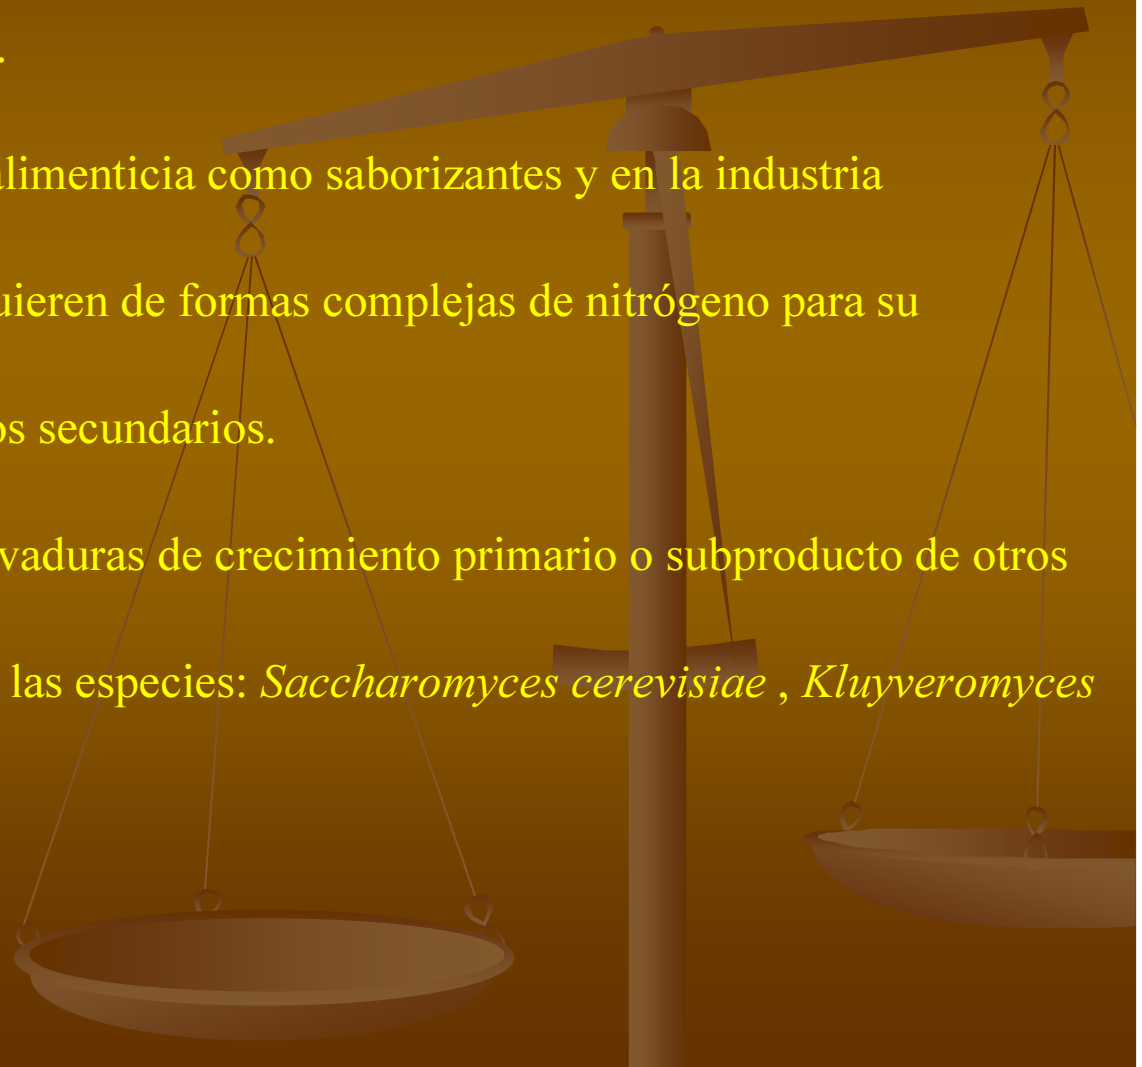 .
alimenticia como saborizantes y en la industria
uieren de formas complejas de nitrógeno para su
os secundarios.
vaduras de crecimiento primario o subproducto de otros
las especies: Saccharomyces cerevisiae , Kluyveromyces